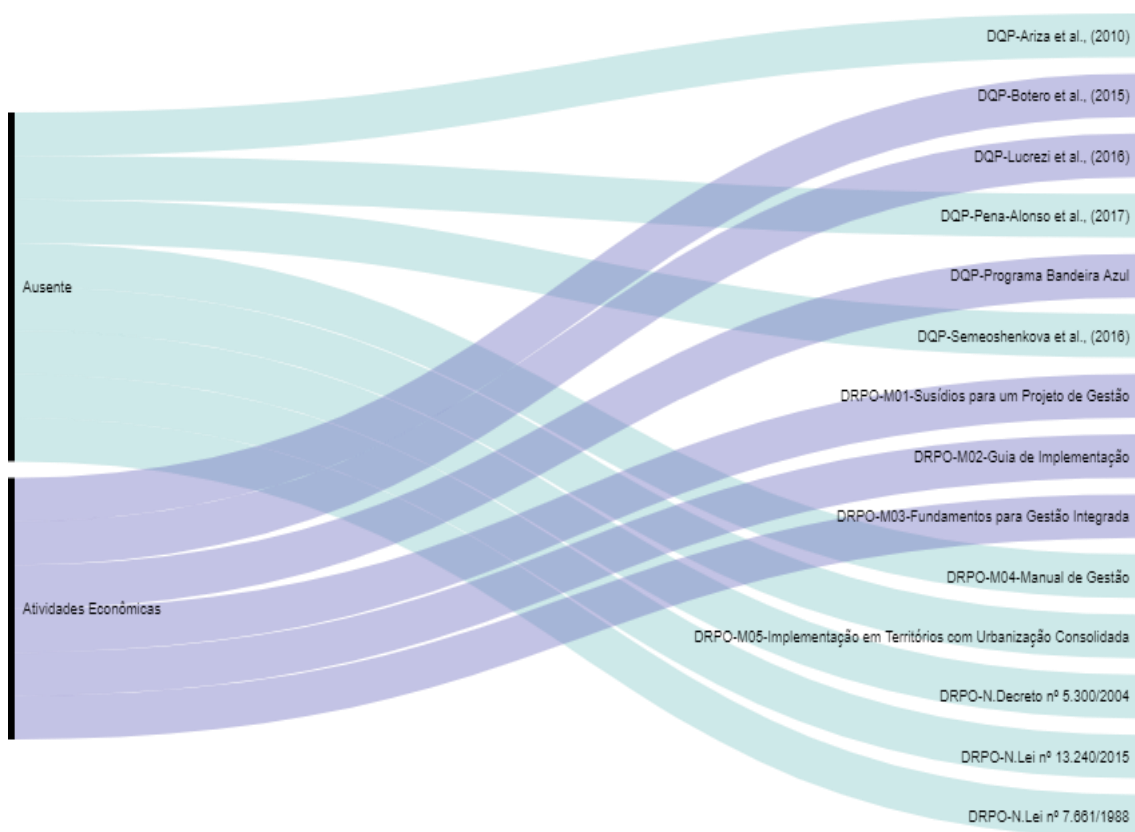 Ausente
Atividades Econômicas
DQP-Ariza et al., (2010)
DQP-Botero et al., (2015)
DQP-Lucrezi et al., (2016)
DQP-Pena-Alonso et al., (2017)
DQP-Programa Bandeira Azul
DQP-Semeoshenkova et al., (2016)
DRPO-M01-Susídios para um Projeto de Gestão
DRPO-M02-Guia de Implementação
DRPO-M03-Fundamentos para Gestão Integrada
DRPO-M04-Manual de Gestão
DRPO-M05-Implementação em Territórios com Urbanização Consolidada
DRPO-N.Decreto nº 5.300/2004
DRPO-N.Lei nº 13.240/2015
DRPO-N.Lei nº 7.661/1988